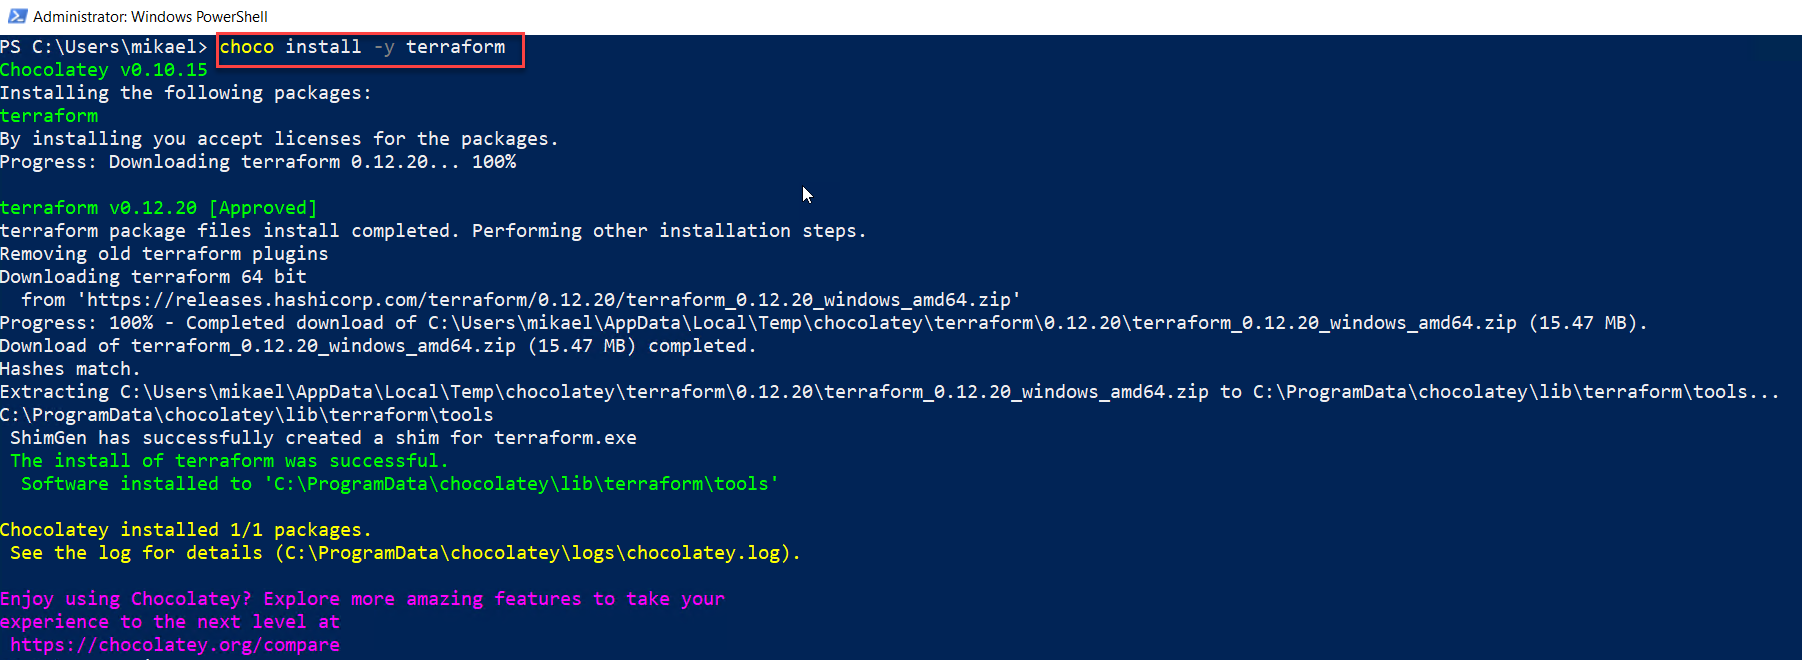 Administrator: Windows PowerShell
PS C:\Users\mikael> choco install -y terraform
Chocolatey v0.10.15
Installing the following packages:
terraform
By installing you accept licenses for the packages.
Progress: Downloading terraform 0.12.20... 100%
terraform v0.12.20 [Approved]
terraform package files install completed. Performing other installation steps.
Removing old terraform plugins
Downloading terraform 64 bit
from 'https://releases.hashicorp.com/terraform/0.12.20/terraform_0.12.20_windows_amd64.zip'
Progress: 100% - Completed download of C:\Users\mikael\AppData\Local\Temp\chocolatey\terraform\0.12.20\terraform_0.12.20_windows_amd64.zip (15.47 MB).
Download of terraform_0.12.20_windows_amd64.zip (15.47 MB) completed.
Hashes match.
Extracting C:\Users\mikael\AppData\Local\Temp\chocolatey\terraform\0.12.20\terraform_0.12.20_windows_amd64.zip to C:\ProgramData\chocolatey\lib\terraform\tools...
C:\ProgramData\chocolatey\lib\terraform\tools
ShimGen has successfully created a shim for terraform.exe
The install of terraform was successful.
Software installed to 'C:\ProgramData\chocolatey\lib\terraform\tools'
Chocolatey installed 1/1 packages.
See the log for details (C:\ProgramData\chocolatey\logs\chocolatey.log).
Enjoy using Chocolatey? Explore more amazing features to take your
experience to the next level at
https://chocolatey.org/compare